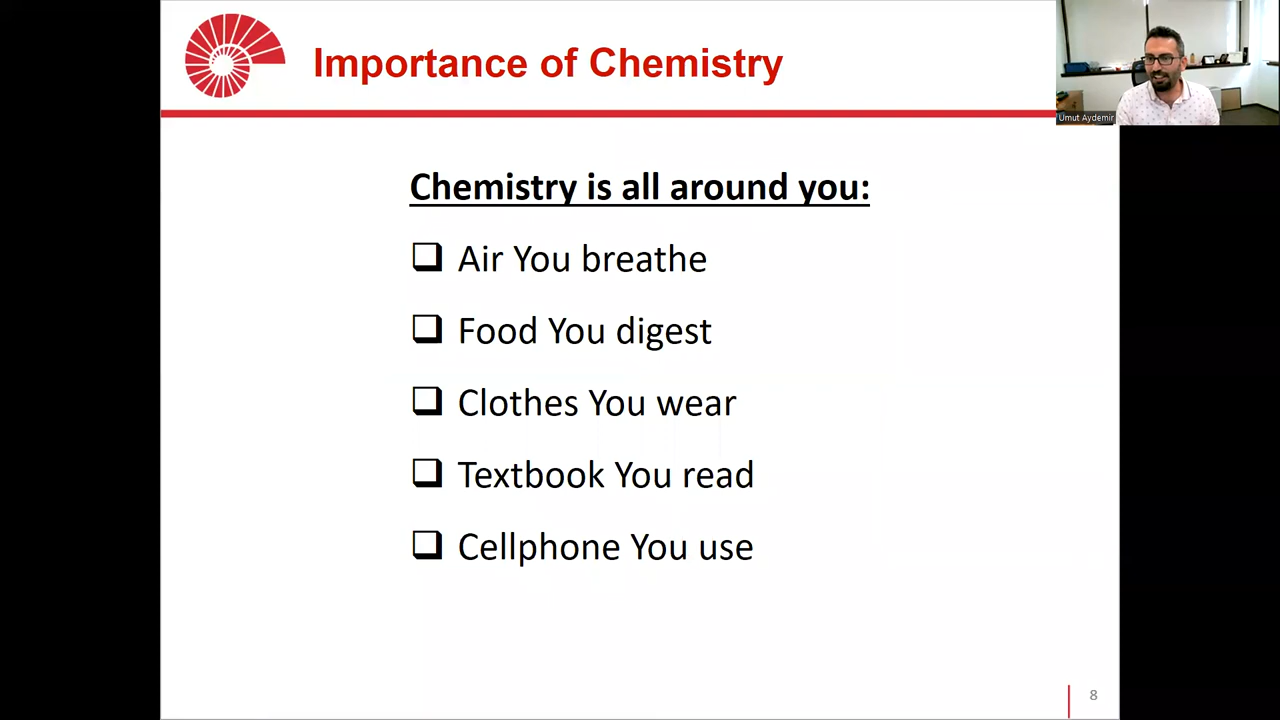 Importance of Chemistry
Umut Aydemir
Chemistry is all around you:
Air You breathe
Food You digest
Clothes You wear
Textbook You read
Cellphone You use
8